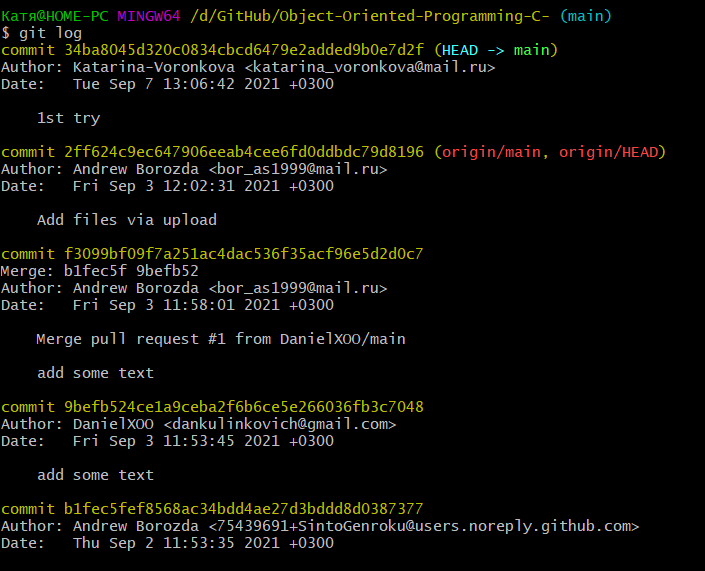 Катя@HOME-PC MINGW64 /d/GitHub/Object-Oriented-Programming-C- (main)
$ git log
commit 34ba8045d320c0834cbcd6479e2added9b0e7d2f (HEAD -> main)
Author: Katarina-Voronkova <katarina_voronkova@mail.ru>
Date:   Tue Sep 7 13:06:42 2021 +0300
    1st try
commit 2ff624c9ec647906eeab4cee6fd0ddbdc79d8196 (origin/main, origin/HEAD)
Author: Andrew Borozda <bor_as1999@mail.ru>
Date:   Fri Sep 3 12:02:31 2021 +0300
    Add files via upload
commit f3099bf09f7a251ac4dac536f35acf96e5d2d0c7
Merge: b1fec5f 9befb52
Author: Andrew Borozda <bor_as1999@mail.ru>
Date:   Fri Sep 3 11:58:01 2021 +0300
    Merge pull request #1 from DanielXOO/main
    add some text
commit 9befb524ce1a9ceba2f6b6ce5e266036fb3c7048
Author: DanielXOO <dankulinkovich@gmail.com>
Date:   Fri Sep 3 11:53:45 2021 +0300
    add some text
commit b1fec5fef8568ac34bdd4ae27d3bddd8d0387377
Author: Andrew Borozda <75439691+SintoGenroku@users.noreply.github.com>
Date:   Thu Sep 2 11:53:35 2021 +0300